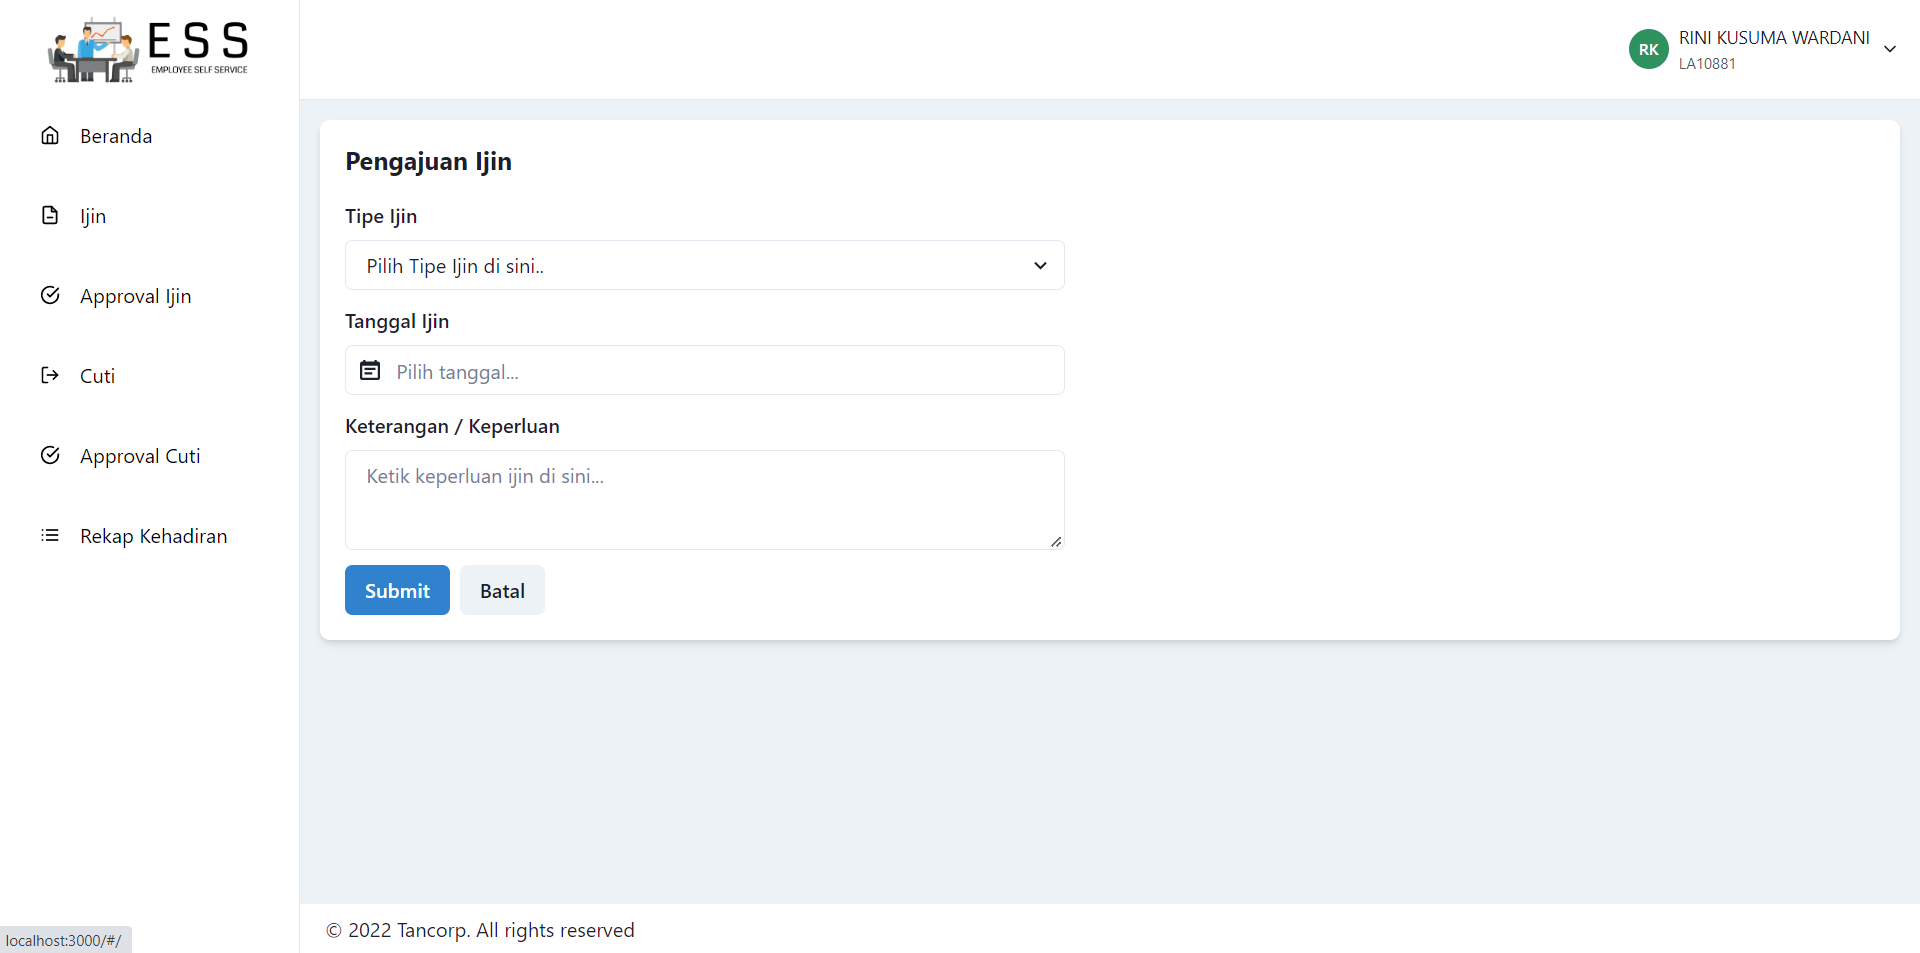 ESS
EMPLOYEE SELF SERVICE
RK
RINI KUSUMA WARDANI
LA10881
Beranda
Ijin
Approval Ijin
Cuti
Approval Cuti
Rekap Kehadiran
Pengajuan Ijin
Tipe Ijin
Pilih Tipe Ijin di sini..
Tanggal Ijin
Pilih tanggal...
Keterangan / Keperluan
Ketik keperluan ijin di sini...
Submit
Batal
© 2022 Tancorp. All rights reserved
localhost:3000/#/